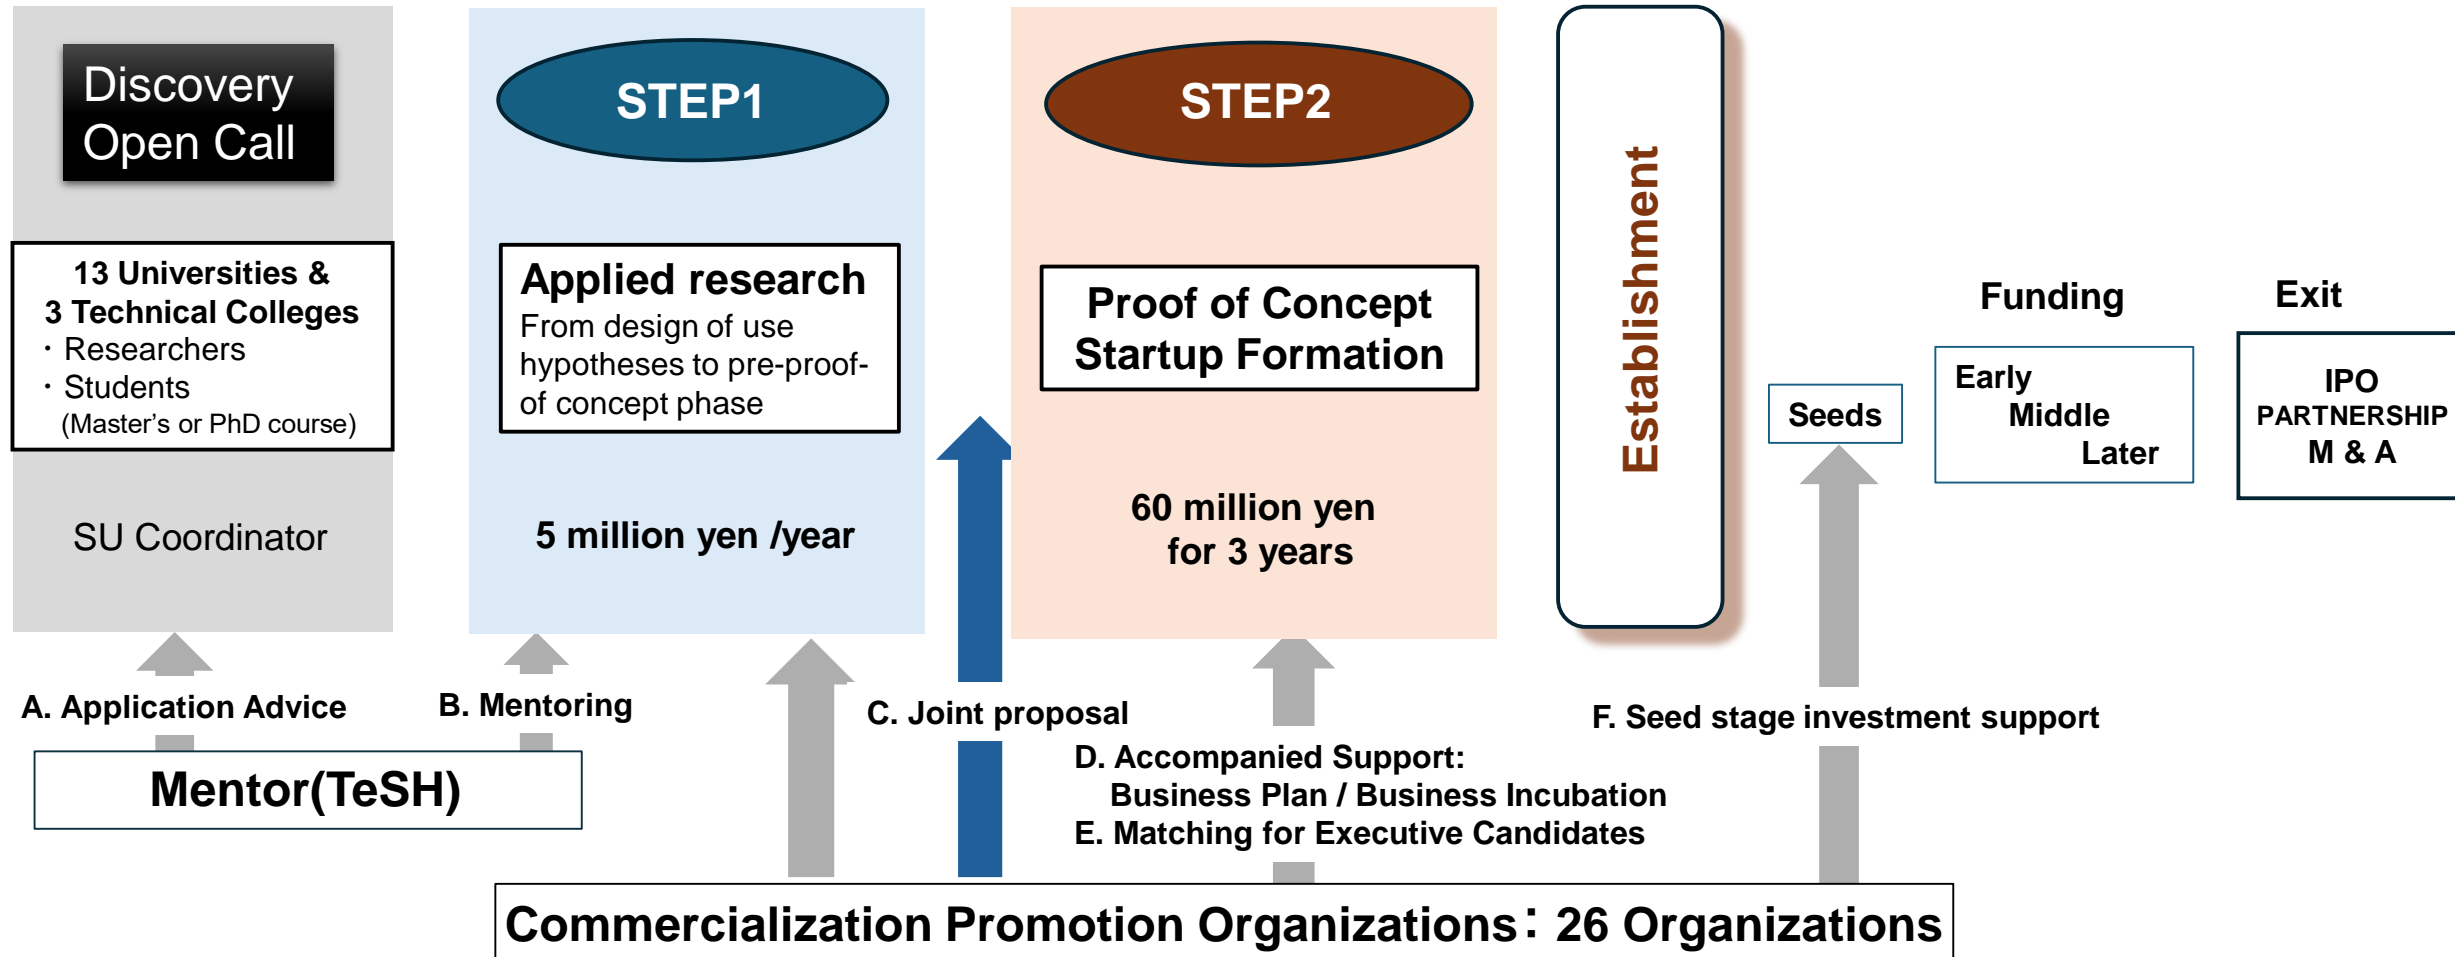 Discovery
Open Call
13 Universities &
3 Technical Colleges
・Researchers
・Students
(Master's or PhD course)
SU Coordinator
STEP1
Applied research
From design of use
hypotheses to pre-proof-
of concept phase
5 million yen /year
STEP2
Proof of Concept
Startup Formation
60 million yen
for 3 years
Establishment
Seeds
Funding
Early
Middle
Later
Exit
IPO
PARTNERSHIP
M & A
A. Application Advice
B. Mentoring
Mentor(TeSH)
C. Joint proposal
D. Accompanied Support:
Business Plan / Business Incubation
E. Matching for Executive Candidates
F. Seed stage investment support
Commercialization Promotion Organizations：26 Organizations